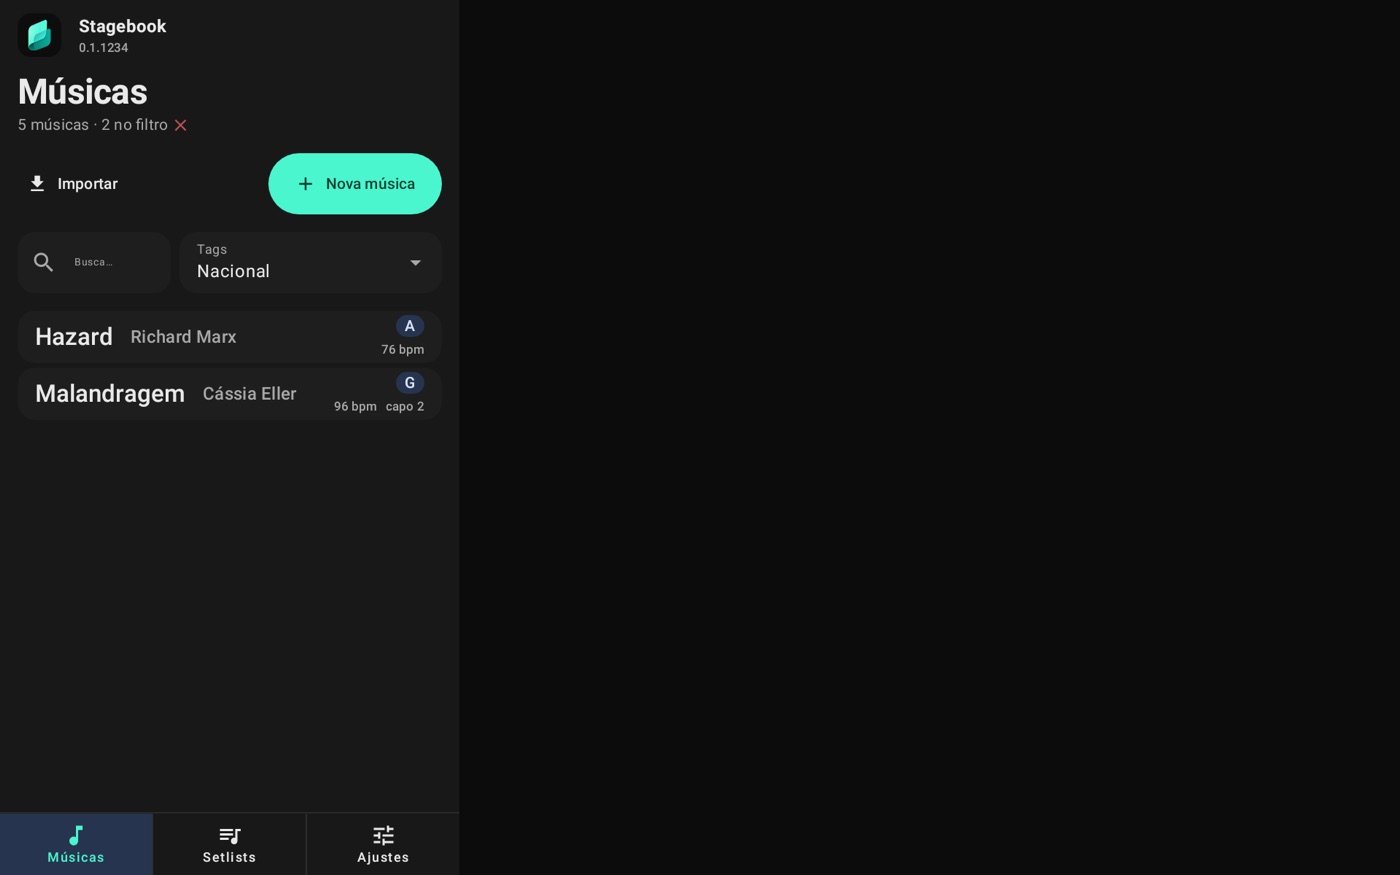 Stagebook
0.1.1234
Músicas
5 músicas · 2 no filtro
Importar
Nova música
Busca…
Tags
Nacional
Hazard Richard Marx
A
76 bpm
Malandragem Cássia Eller
G
96 bpm capo 2
Músicas
Setlists
Ajustes